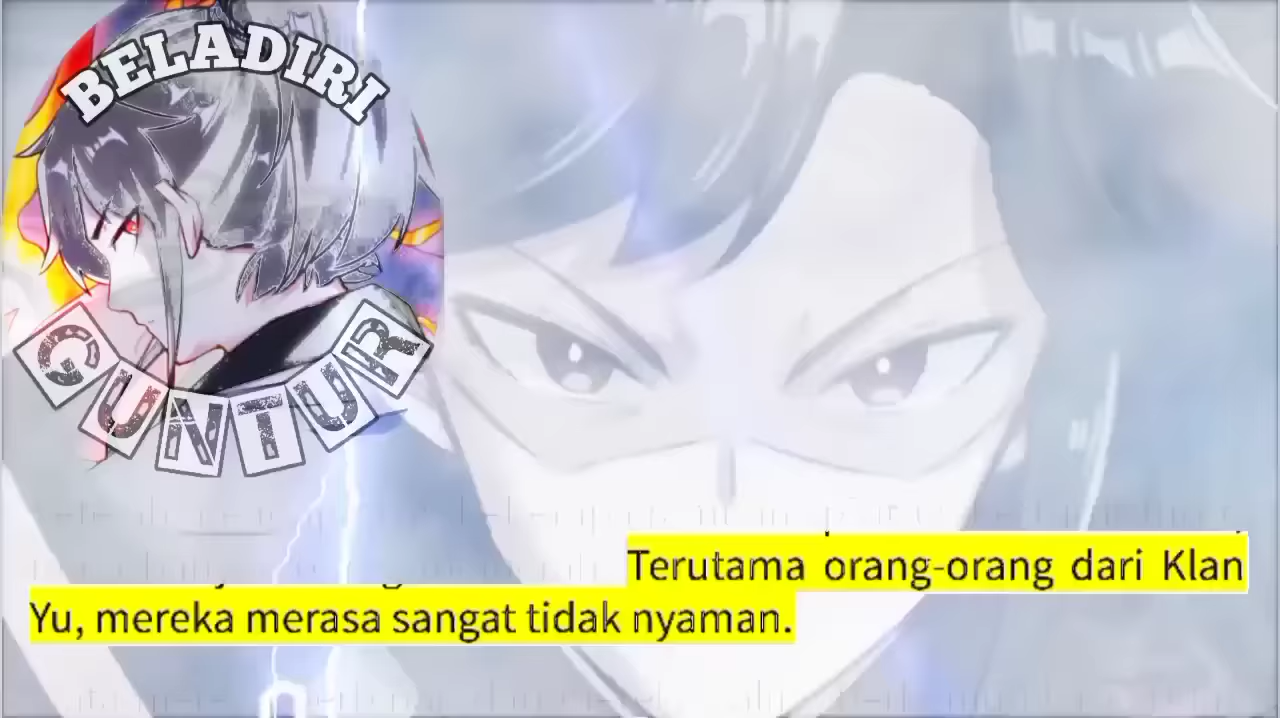 BELADIRI
GUNTUR
Terutama orang-orang dari Klan
Yu, mereka merasa sangat tidak nyaman.